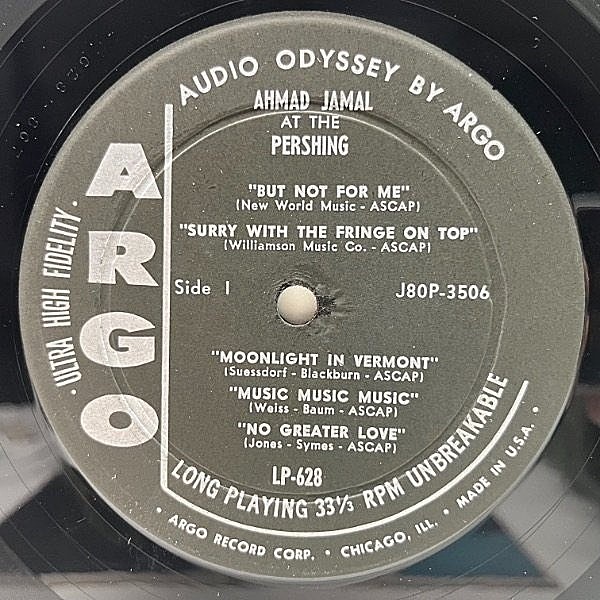 AUDIO ODYSSEY BY ARGO
AHMAD JAMAL
AT THE
PERSHING
"BUT NOT FOR ME"
(New World Music - ASCAP)
"SURRY WITH THE FRINGE ON TOP"
(Williamson Music Co. - ASCAP)
Side 1
J80P-3506
"MOONLIGHT IN VERMONT"
(Suessdorf - Blackburn - ASCAP)
"MUSIC MUSIC MUSIC"
(Weiss - Baum - ASCAP)
"NO GREATER LOVE"
(Jones - Symes - ASCAP)
LP-628
ARGO
• ULTRA HIGH FIDELITY •
LONG PLAYING 33⅓ RPM UNBREAKABLE
• ARGO RECORD CORP. • CHICAGO, ILL. • MADE IN U.S.A. •